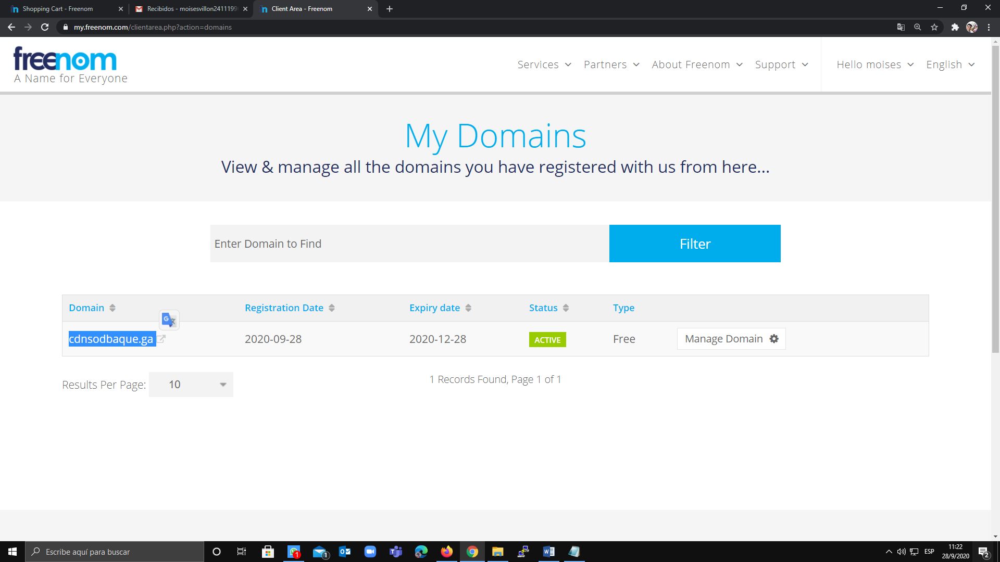 Shopping Cart - Freenom
Recibidos - moisesvillon2411199
Client Area - Freenom
my.freenom.com/clientarea.php?action=domains
freenom
A Name for Everyone
Services
Partners
About Freenom
Support
Hello moises
English
My Domains
View & manage all the domains you have registered with us from here...
Enter Domain to Find
Filter
Domain
Registration Date
Expiry date
Status
Type
cdnsodbaque.ga
2020-09-28
2020-12-28
ACTIVE
Free
Manage Domain
Results Per Page:
10
1 Records Found, Page 1 of 1
Escribe aquí para buscar
1
1
ESP
11:22
28/9/2020
2